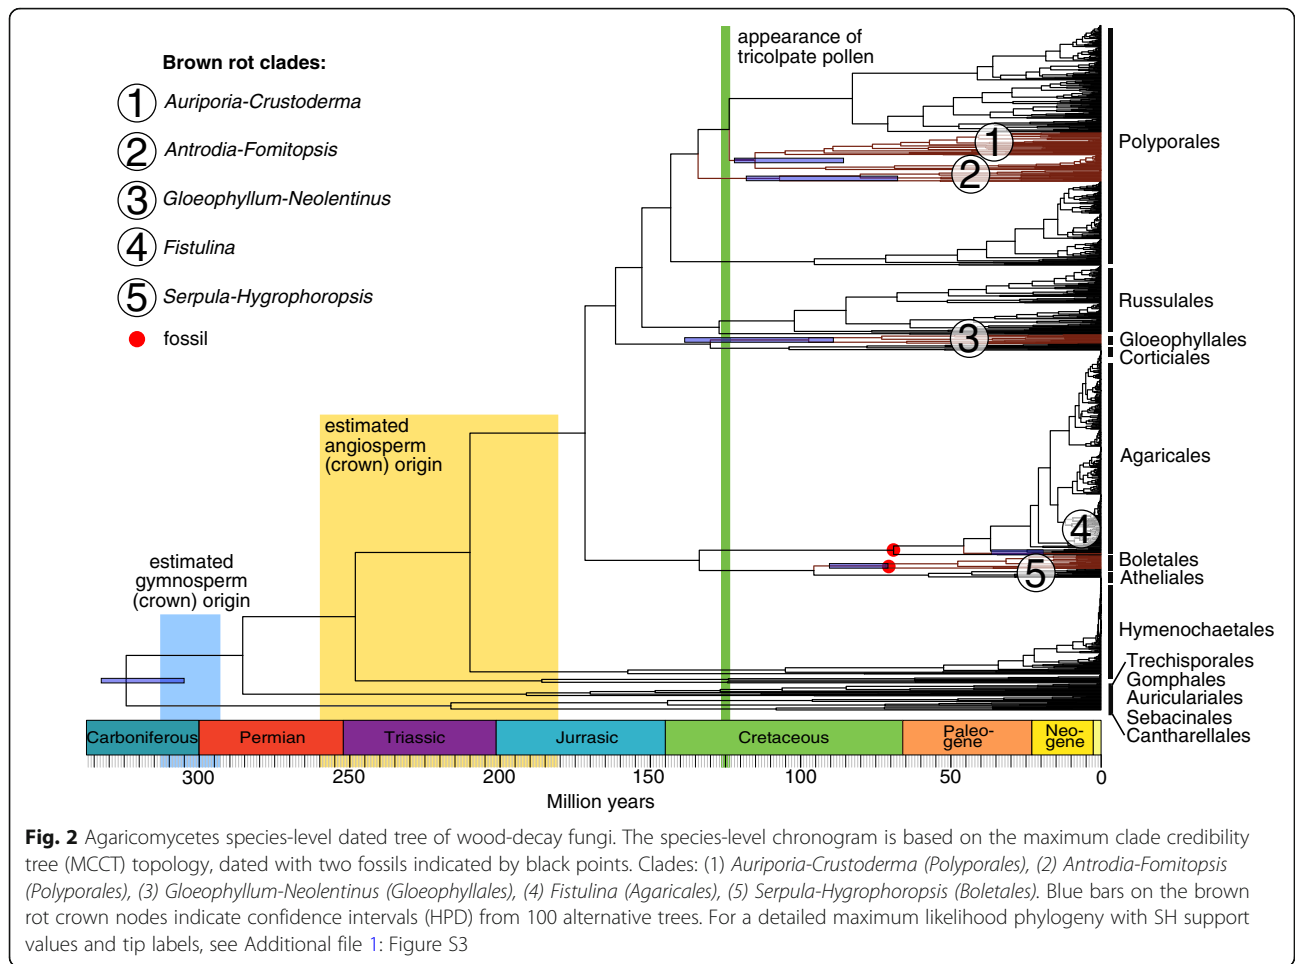 appearance of
tricolpate pollen
Brown rot clades:
1 Auriporia-Crustoderma
2 Antrodia-Fomitopsis
3 Gloeophyllum-Neolentinus
4 Fistulina
5 Serpula-Hygrophoropsis
fossil
1
2
3
4
5
Polyporales
Russulales
Gloeophyllales
Corticiales
Agaricales
Boletales
Atheliales
Hymenochaetales
Trechisporales
Gomphales
Auriculariales
Sebacinales
Cantharellales
estimated
angiosperm
(crown) origin
estimated
gymnosperm
(crown) origin
Carboniferous Permian Triassic Jurrasic Cretaceous Paleo-
gene Neo-
gene
300 250 200 150 100 50 0
Million years
Fig. 2 Agaricomycetes species-level dated tree of wood-decay fungi. The species-level chronogram is based on the maximum clade credibility
tree (MCCT) topology, dated with two fossils indicated by black points. Clades: (1) Auriporia-Crustoderma (Polyporales), (2) Antrodia-Fomitopsis
(Polyporales), (3) Gloeophyllum-Neolentinus (Gloeophyllales), (4) Fistulina (Agaricales), (5) Serpula-Hygrophoropsis (Boletales). Blue bars on the brown
rot crown nodes indicate confidence intervals (HPD) from 100 alternative trees. For a detailed maximum likelihood phylogeny with SH support
values and tip labels, see Additional file 1: Figure S3